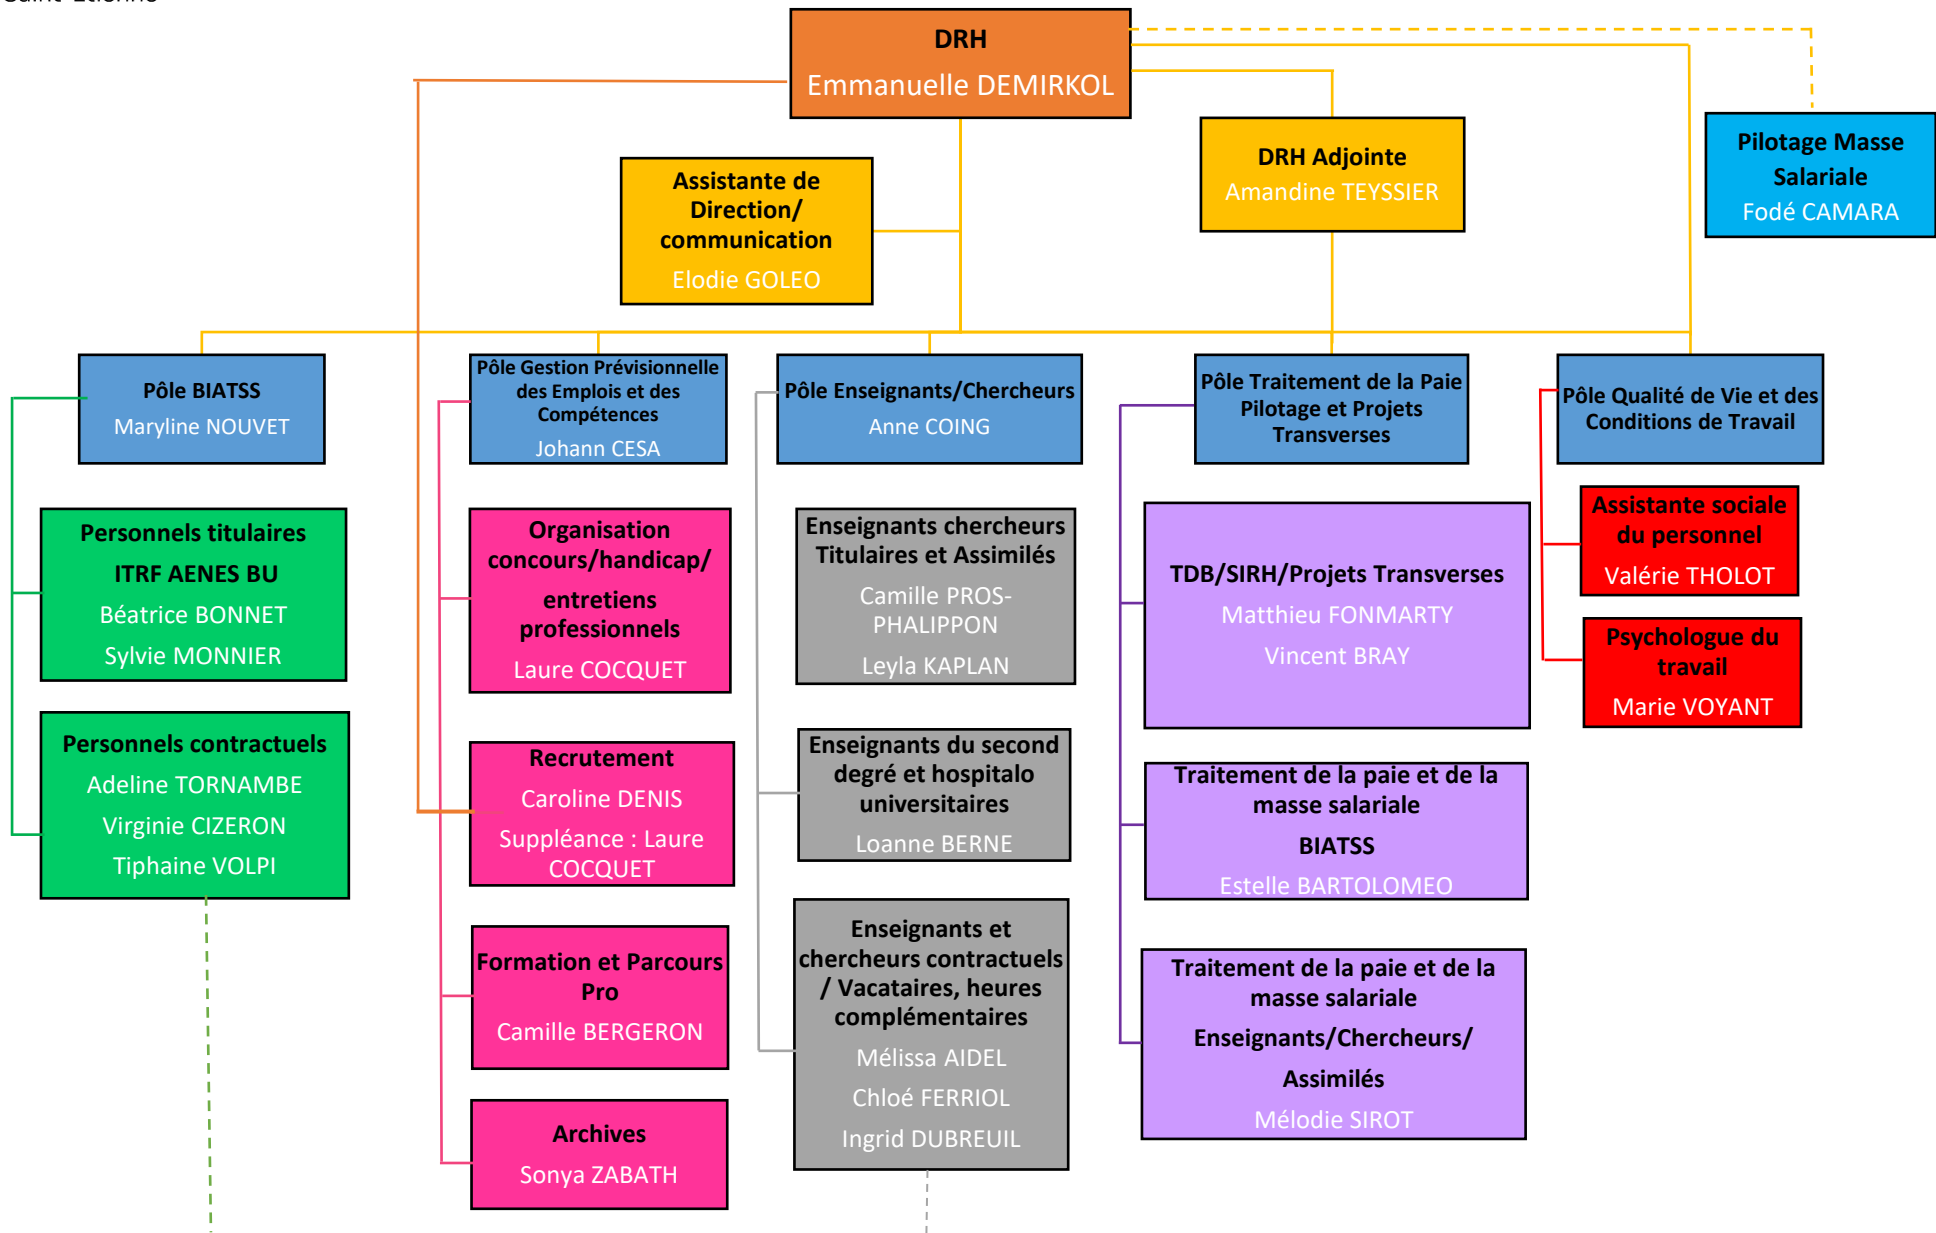 Saint-Etienne
DRH
Emmanuelle DEMIRKOL
Assistante de
Direction/
communication
Elodie GOLEO
DRH Adjointe
Amandine TEYSSIER
Pilotage Masse
Salariale
Fodé CAMARA
Pôle BIATSS
Maryline NOUVET
Pôle Gestion Prévisionnelle
des Emplois et des
Compétences
Johann CESA
Pôle Enseignants/Chercheurs
Anne COING
Pôle Traitement de la Paie
Pilotage et Projets
Transverses
Pôle Qualité de Vie et des
Conditions de Travail
Personnels titulaires
ITRF AENES BU
Béatrice BONNET
Sylvie MONNIER
Personnels contractuels
Adeline TORNAMBE
Virginie CIZERON
Tiphaine VOLPI
Organisation
concours/handicap/
entretiens
professionnels
Laure COCQUET
Recrutement
Caroline DENIS
Suppléance : Laure
COCQUET
Formation et Parcours
Pro
Camille BERGERON
Archives
Sonya ZABATH
Enseignants chercheurs
Titulaires et Assimilés
Camille PROS-
PHALIPPON
Leyla KAPLAN
Enseignants du second
degré et hospitalo
universitaires
Loanne BERNE
Enseignants et
chercheurs contractuels
/ Vacataires, heures
complémentaires
Mélissa AIDEL
Chloé FERRIOL
Ingrid DUBREUIL
TDB/SIRH/Projets Transverses
Matthieu FONMARTY
Vincent BRAY
Traitement de la paie et de la
masse salariale
BIATSS
Estelle BARTOLOMEO
Traitement de la paie et de la
masse salariale
Enseignants/Chercheurs/
Assimilés
Mélodie SIROT
Assistante sociale
du personnel
Valérie THOLOT
Psychologue du
travail
Marie VOYANT